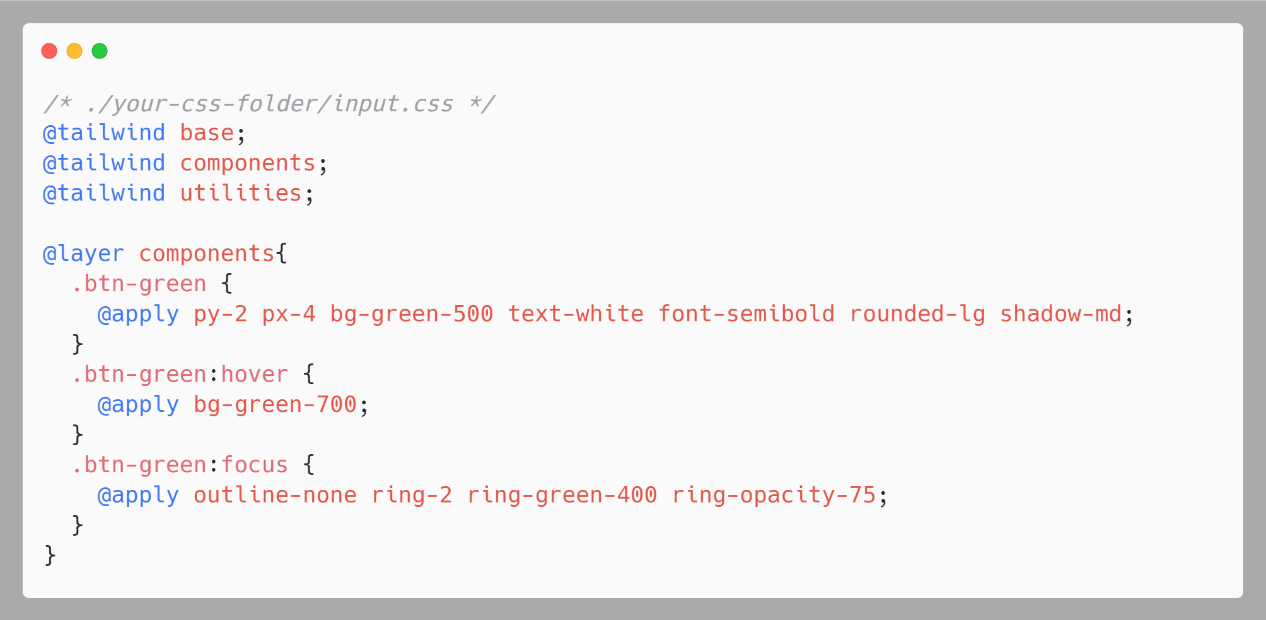 /* ./your-css-folder/input.css */
@tailwind base;
@tailwind components;
@tailwind utilities;

@layer components{
  .btn-green {
    @apply py-2 px-4 bg-green-500 text-white font-semibold rounded-lg shadow-md;
  }
  .btn-green:hover {
    @apply bg-green-700;
  }
  .btn-green:focus {
    @apply outline-none ring-2 ring-green-400 ring-opacity-75;
  }
}